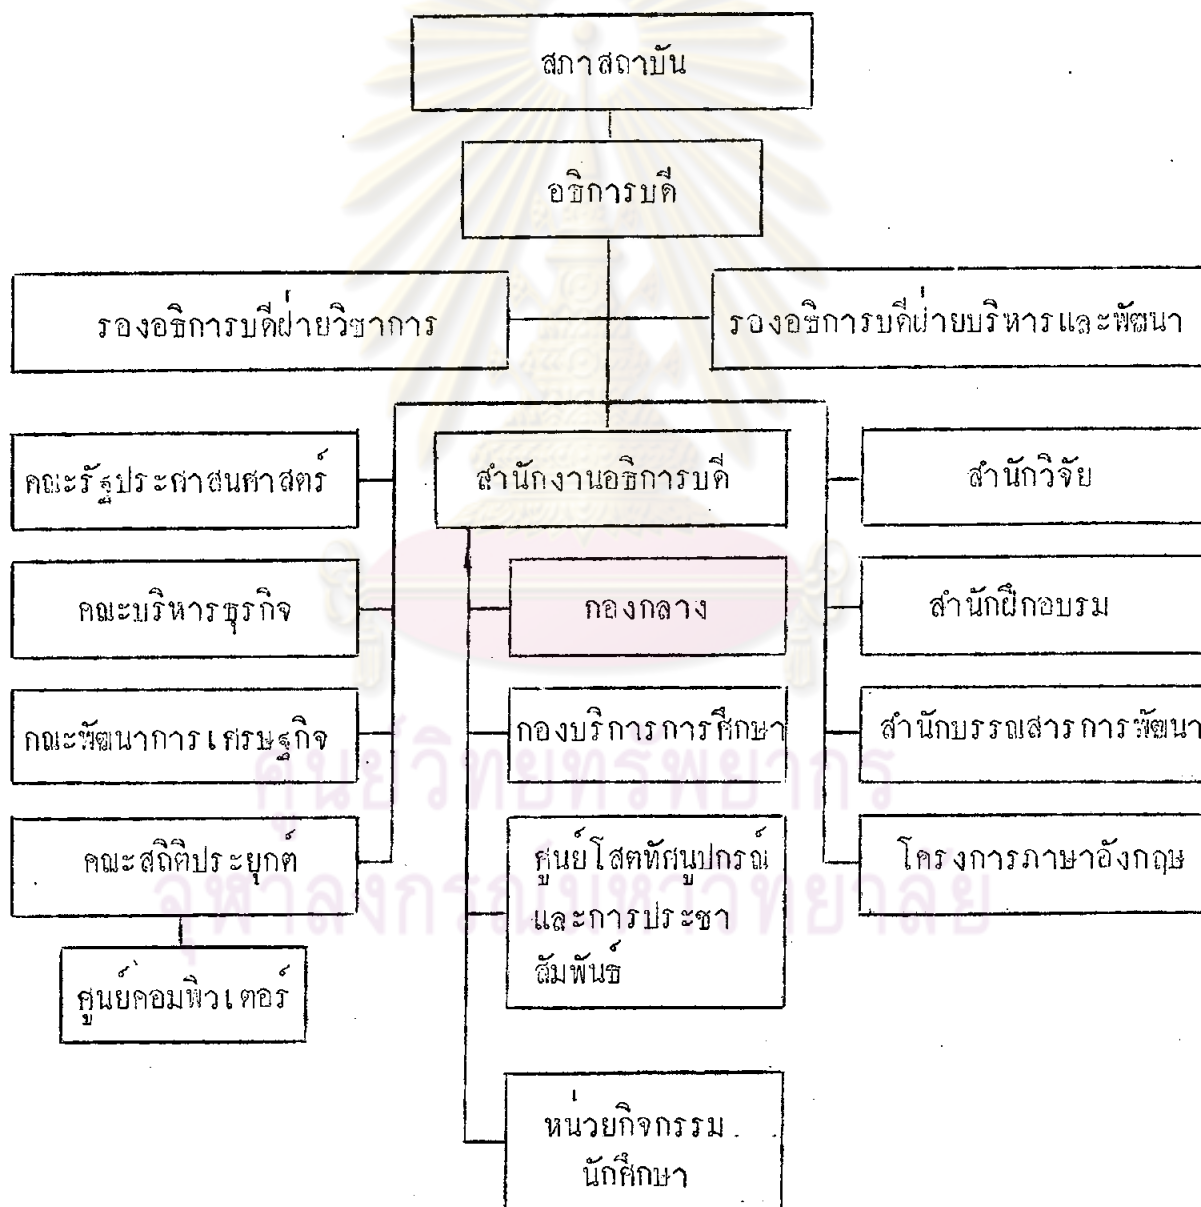 สภาสถาบัน
อธิการบดี
รองอธิการบดีฝ่ายวิชาการ
รองอธิการบดีฝ่ายบริหารและพัฒนา
คณะรัฐประศาสนศาสตร์
สำนักงานอธิการบดี
สำนักวิจัย
คณะบริหารธุรกิจ
กองกลาง
สำนักฝึกอบรม
คณะพัฒนาการเศรษฐกิจ
กองบริการการศึกษา
สำนักบรรณสารการพัฒนา
คณะสถิติประยุกต์
ศูนย์โสตทัศนูปกรณ์
และการประชา
สัมพันธ์
โครงการภาษาอังกฤษ
ศูนย์คอมพิวเตอร์
หน่วยกิจกรรม
นักศึกษา
ศูนย์วิทยทรัพยากร
จุฬาลงกรณ์มหาวิทยาลัย